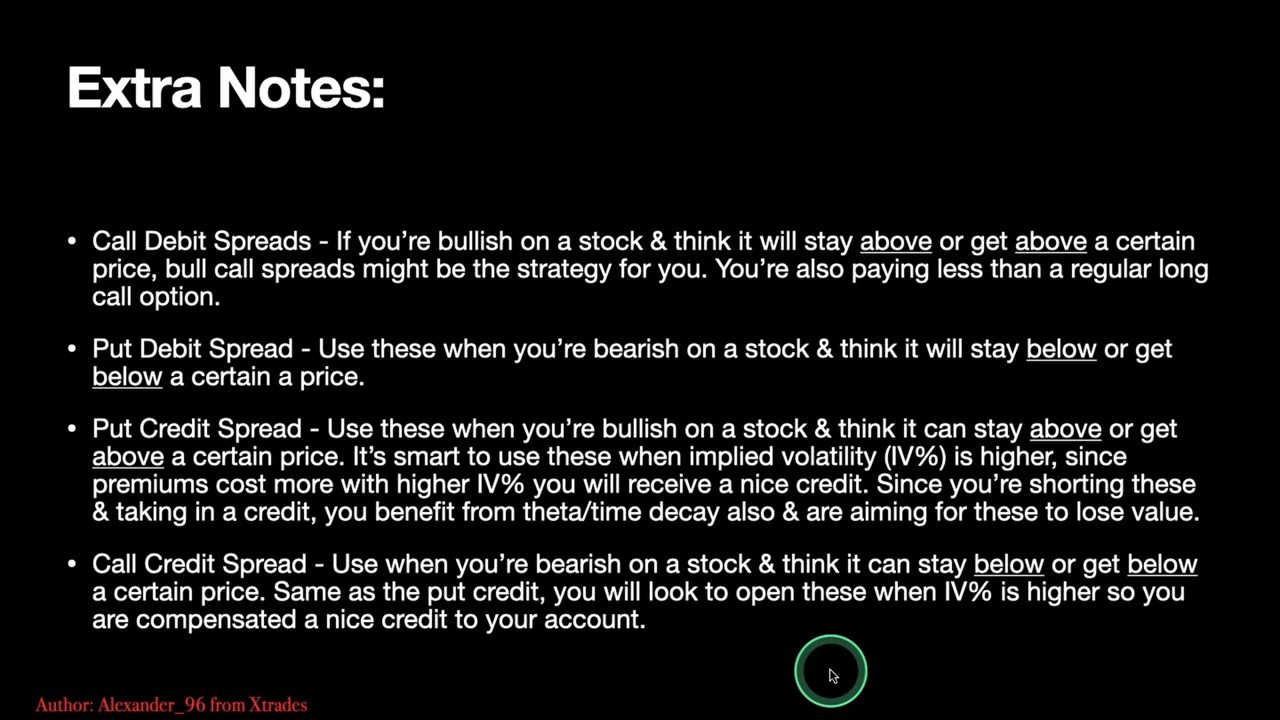 Extra Notes:
• Call Debit Spreads - If you’re bullish on a stock & think it will stay above or get above a certain
price, bull call spreads might be the strategy for you. You’re also paying less than a regular long
call option.
• Put Debit Spread - Use these when you’re bearish on a stock & think it will stay below or get
below a certain a price.
• Put Credit Spread - Use these when you’re bullish on a stock & think it can stay above or get
above a certain price. It’s smart to use these when implied volatility (IV%) is higher, since
premiums cost more with higher IV% you will receive a nice credit. Since you’re shorting these
& taking in a credit, you benefit from theta/time decay also & are aiming for these to lose value.
• Call Credit Spread - Use when you’re bearish on a stock & think it can stay below or get below
a certain price. Same as the put credit, you will look to open these when IV% is higher so you
are compensated a nice credit to your account.
Author: Alexander_96 from Xtrades